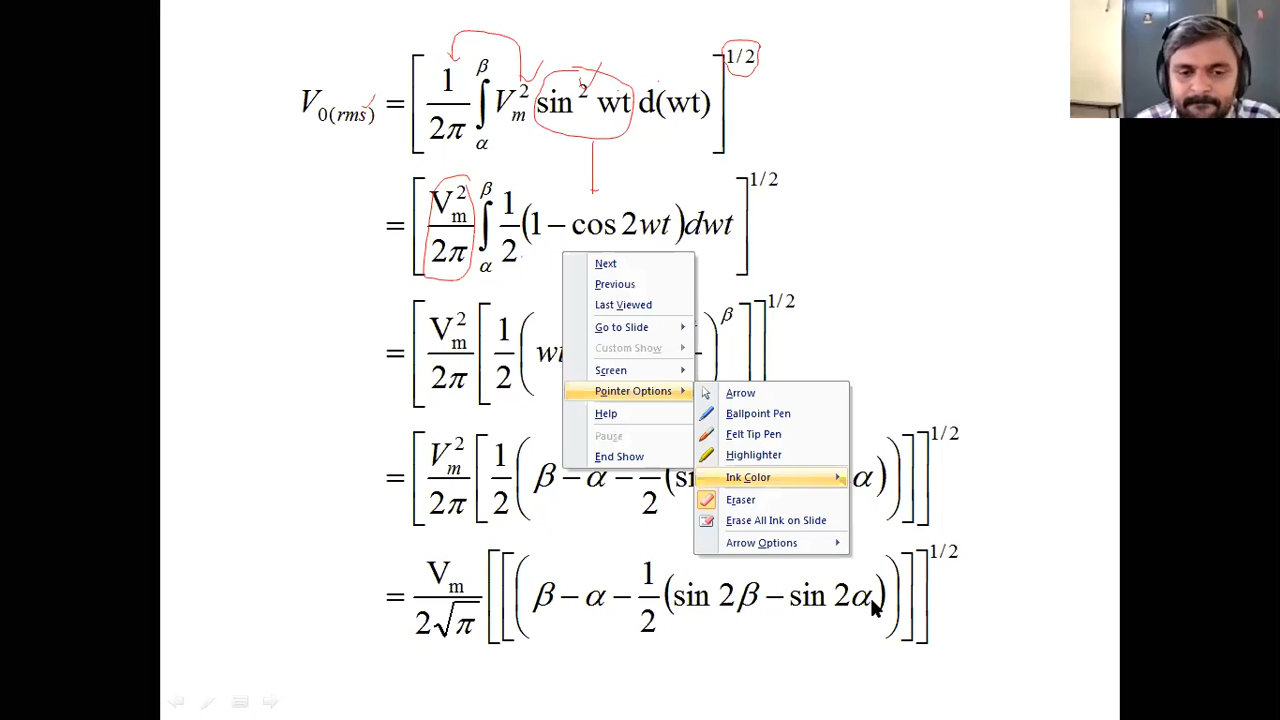 V0(rms) = [ 1/2π ∫αβ Vm2 sin2 wt d(wt) ]1/2
= [ Vm2/2π ∫αβ 1/2 (1 − cos 2wt) dwt ]1/2
= [ Vm2/2π [ 1/2 ( wt )β ] ]1/2
= [ Vm2/2π [ 1/2 ( β − α − 1/2 (si α) ) ] ]1/2
= Vm/2√π [ [ ( β − α − 1/2 (sin 2β − sin 2α) ) ] ]1/2
Next
Previous
Last Viewed
Go to Slide
Custom Show
Screen
Pointer Options
Help
Pause
End Show
Arrow
Ballpoint Pen
Felt Tip Pen
Highlighter
Ink Color
Eraser
Erase All Ink on Slide
Arrow Options